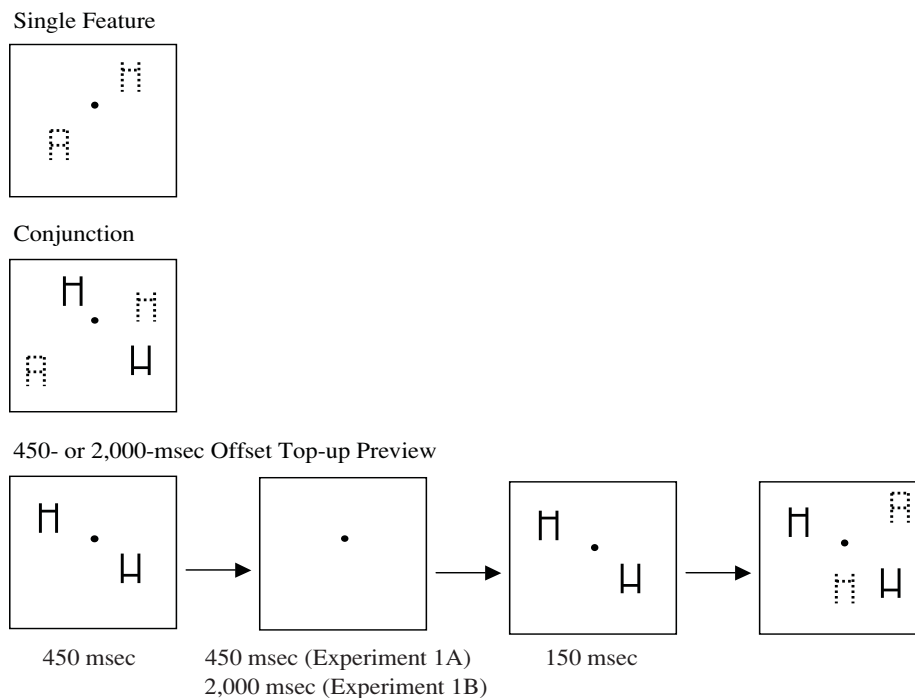 Single Feature
Conjunction
450- or 2,000-msec Offset Top-up Preview
450 msec
450 msec (Experiment 1A)
2,000 msec (Experiment 1B)
150 msec